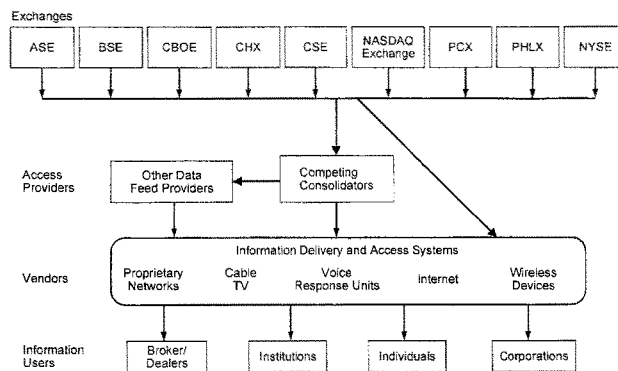 Exchanges
ASE
BSE
CBOE
CHX
CSE
NASDAQ
Exchange
PCX
PHLX
NYSE
Access
Providers
Other Data
Feed Providers
Competing
Consolidators
Information Delivery and Access Systems
Vendors
Proprietary
Networks
Cable
TV
Voice
Response Units
Internet
Wireless
Devices
Information
Users
Broker/
Dealers
Institutions
Individuals
Corporations